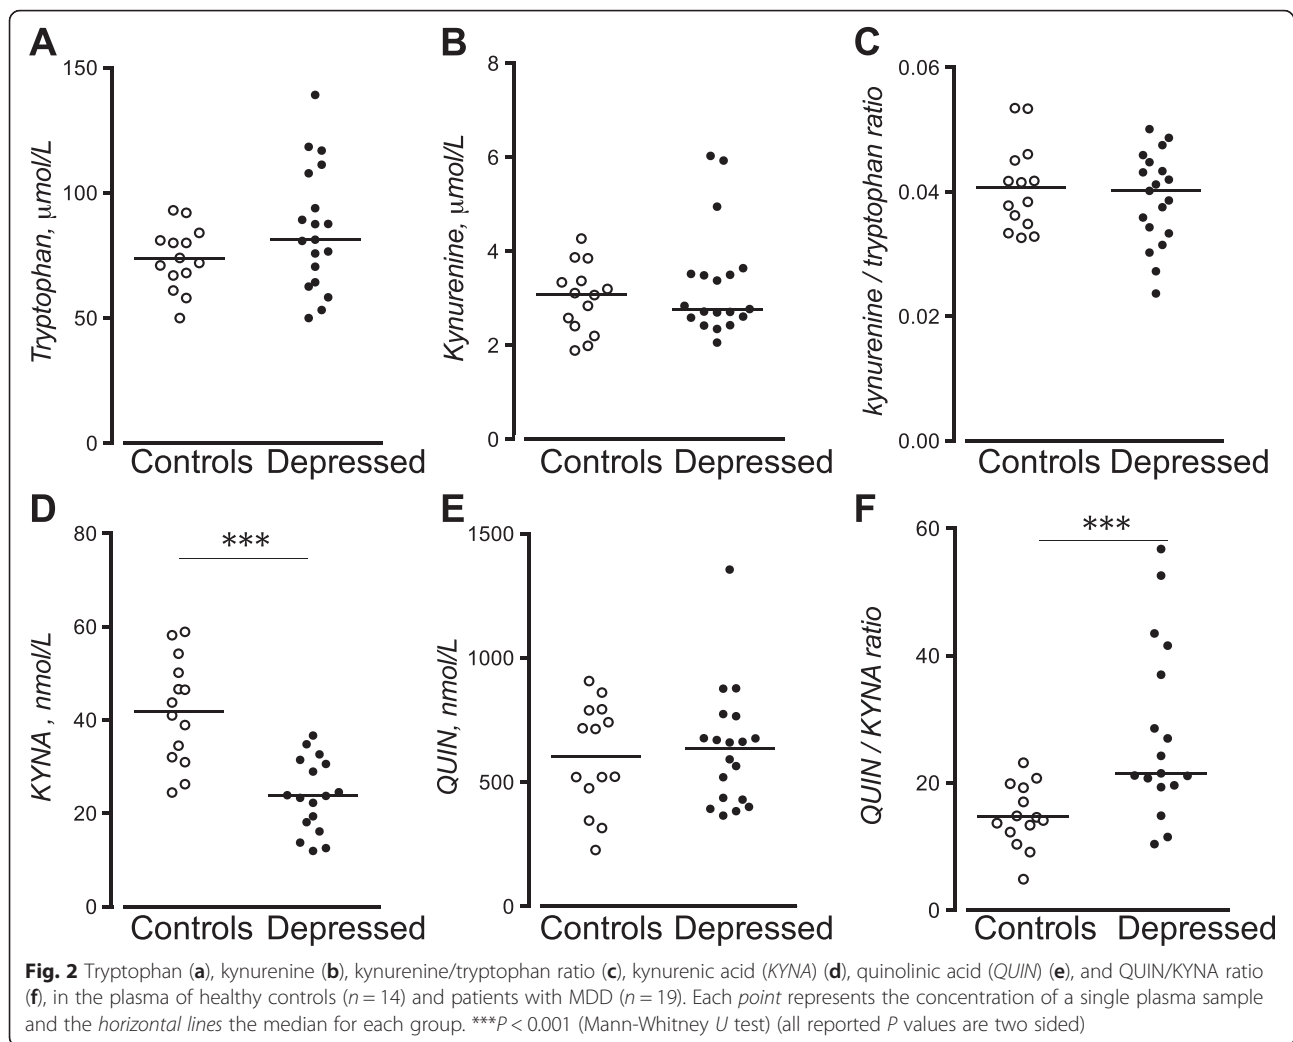 A
B
C
150
100
50
0
Tryptophan, μmol/L
Controls Depressed
8
6
4
2
0
Kynurenine, μmol/L
Controls Depressed
0.06
0.04
0.02
0.00
kynurenine / tryptophan ratio
Controls Depressed
D
E
F
80
60
40
20
0
KYNA , nmol/L
***
Controls Depressed
1500
1000
500
0
QUIN, nmol/L
Controls Depressed
60
40
20
0
QUIN / KYNA ratio
***
Controls Depressed
Fig. 2 Tryptophan (a), kynurenine (b), kynurenine/tryptophan ratio (c), kynurenic acid (KYNA) (d), quinolinic acid (QUIN) (e), and QUIN/KYNA ratio
(f), in the plasma of healthy controls (n = 14) and patients with MDD (n = 19). Each point represents the concentration of a single plasma sample
and the horizontal lines the median for each group. ***P < 0.001 (Mann-Whitney U test) (all reported P values are two sided)